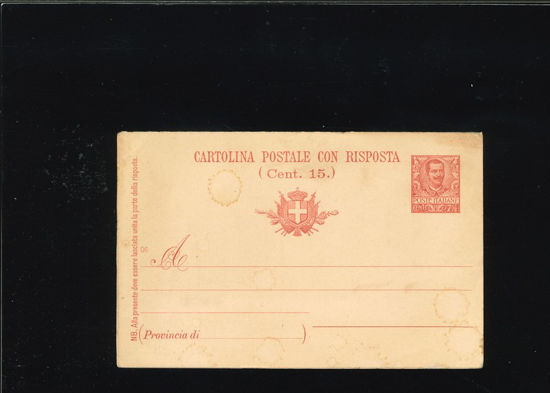 CARTOLINA POSTALE CON RISPOSTA
(Cent. 15.)
POSTE ITALIANE
06
A
(Provincia di )
NB. Alla presente deve essere lasciata unita la parte della risposta.